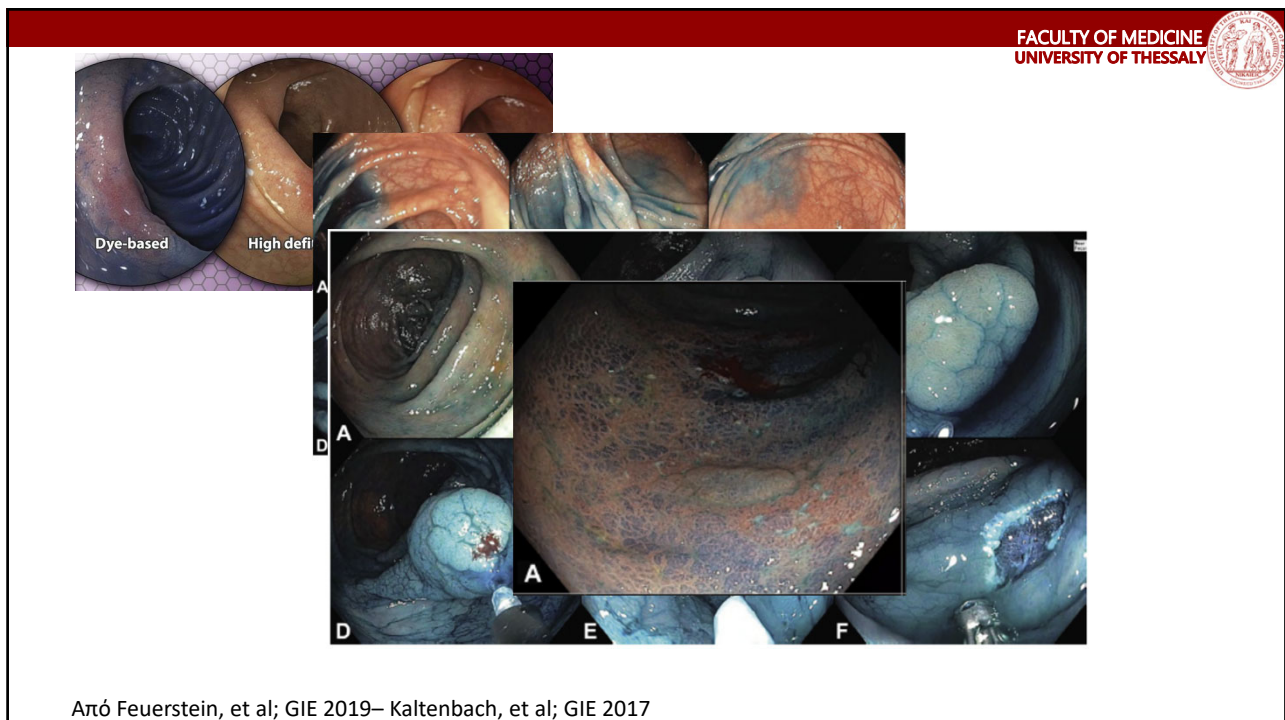 FACULTY OF MEDICINE
UNIVERSITY OF THESSALY
Dye-based
High defi
A
D
A
A
D
E
F
Από Feuerstein, et al; GIE 2019– Kaltenbach, et al; GIE 2017